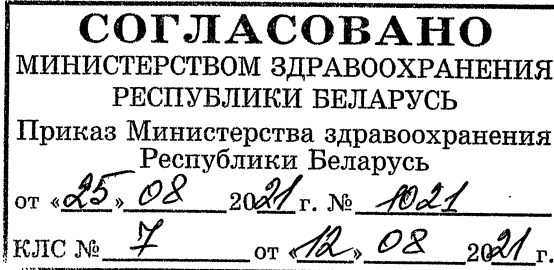 СОГЛАСОВАНО
МИНИСТЕРСТВОМ ЗДРАВООХРАНЕНИЯ
РЕСПУБЛИКИ БЕЛАРУСЬ
Приказ Министерства здравоохранения
Республики Беларусь
от «25» 08 2021 г. № 1021
КЛС № 7 от «12» 08 2021 г.